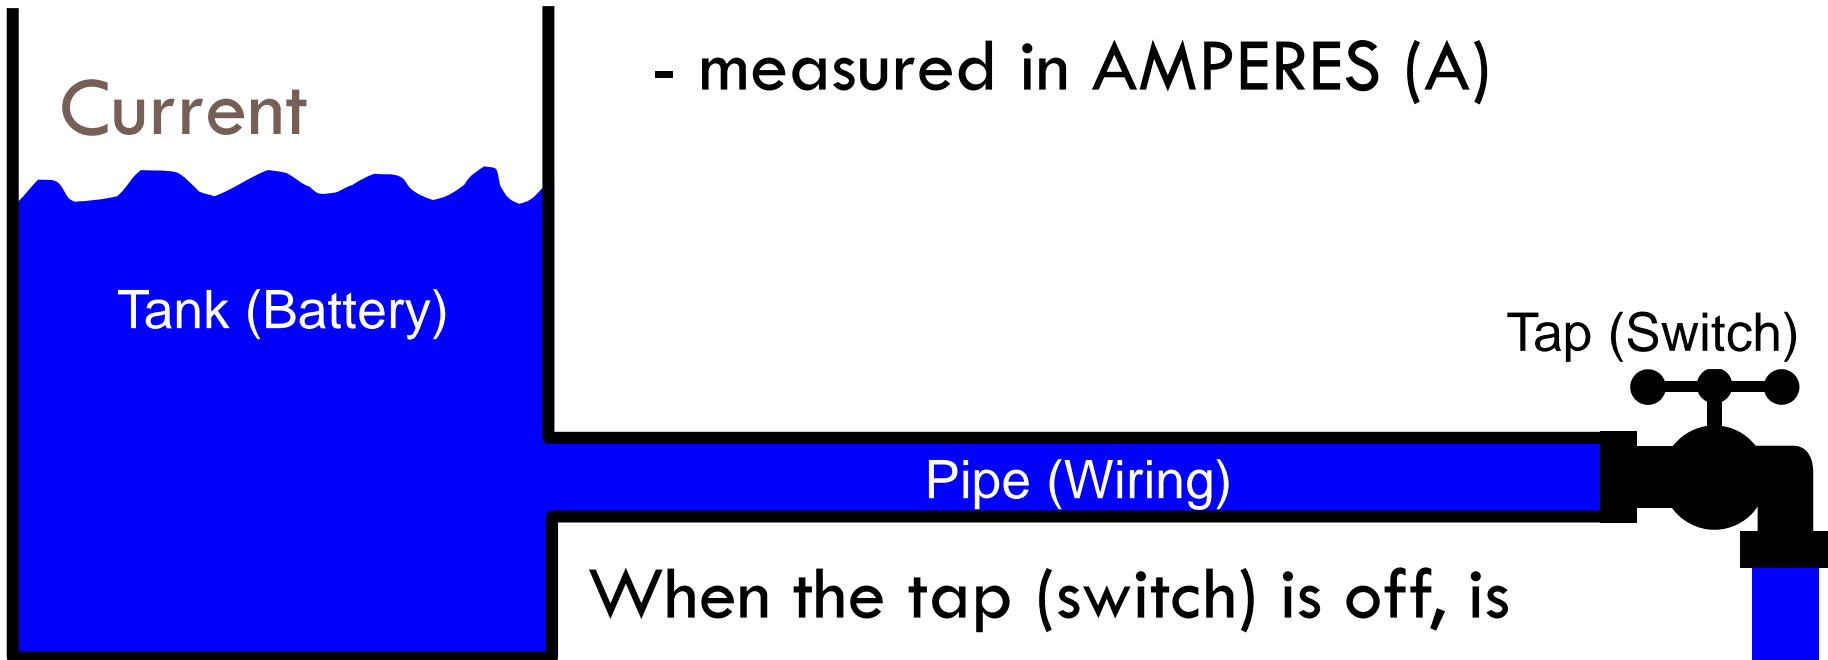 - measured in AMPERES (A)
Current
Tank (Battery)
Tap (Switch)
Pipe (Wiring)
When the tap (switch) is off, is